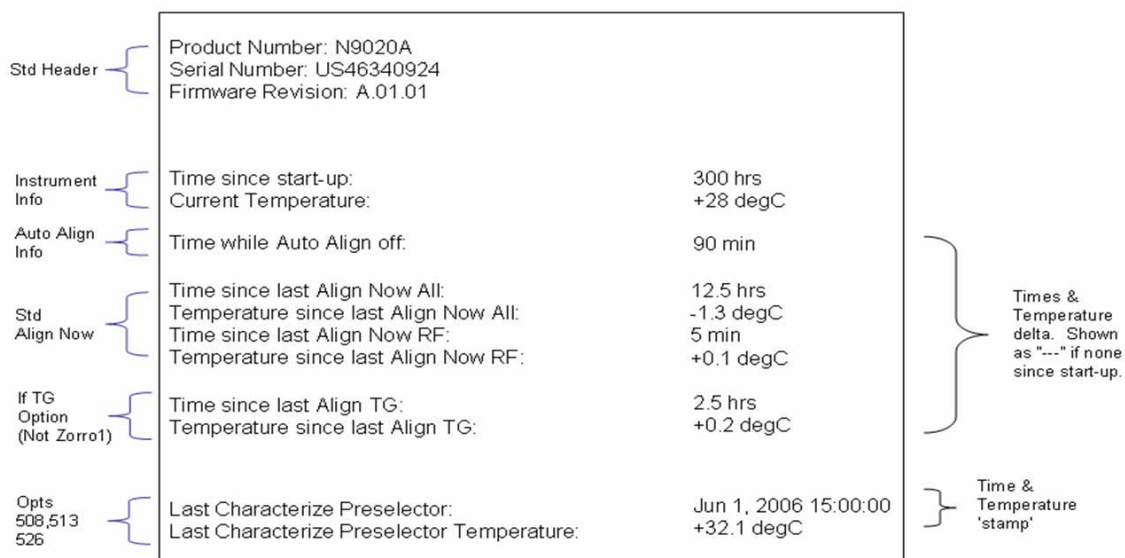 Std Header
Product Number: N9020A
Serial Number: US46340924
Firmware Revision: A.01.01
Instrument
Info
Time since start-up: 300 hrs
Current Temperature: +28 degC
Auto Align
Info
Time while Auto Align off: 90 min
Std
Align Now
Time since last Align Now All: 12.5 hrs
Temperature since last Align Now All: -1.3 degC
Time since last Align Now RF: 5 min
Temperature since last Align Now RF: +0.1 degC
Times &
Temperature
delta. Shown
as "---" if none
since start-up.
If TG
Option
(Not Zorro1)
Time since last Align TG: 2.5 hrs
Temperature since last Align TG: +0.2 degC
Opts
508,513
526
Last Characterize Preselector: Jun 1, 2006 15:00:00
Last Characterize Preselector Temperature: +32.1 degC
Time &
Temperature
'stamp'